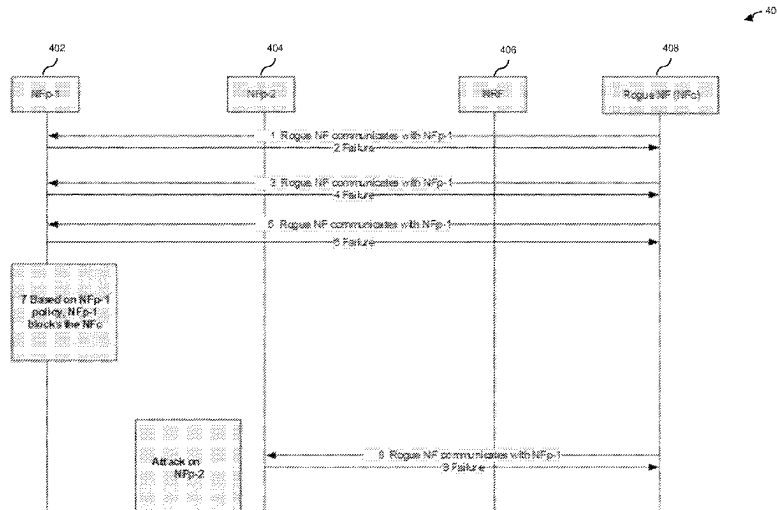 40
402
404
406
408
NFp-1
NFp-2
NRF
Rogue NF (NFc)
1 Rogue NF communicates with NFp-1
2 Failure
3 Rogue NF communicates with NFp-1
4 Failure
5 Rogue NF communicates with NFp-1
6 Failure
7 Based on NFp-1
policy, NFp-1
blocks the NFc
Attack on
NFp-2
8 Rogue NF communicates with NFp-1
9 Failure